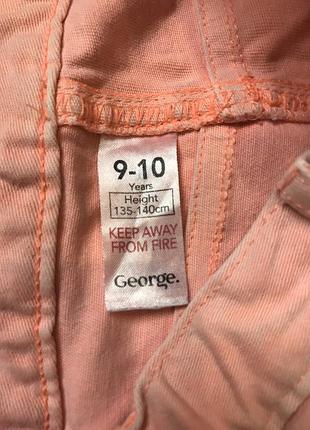 9-10
Years
Height
135-140cm
KEEP AWAY
FROM FIRE
George.